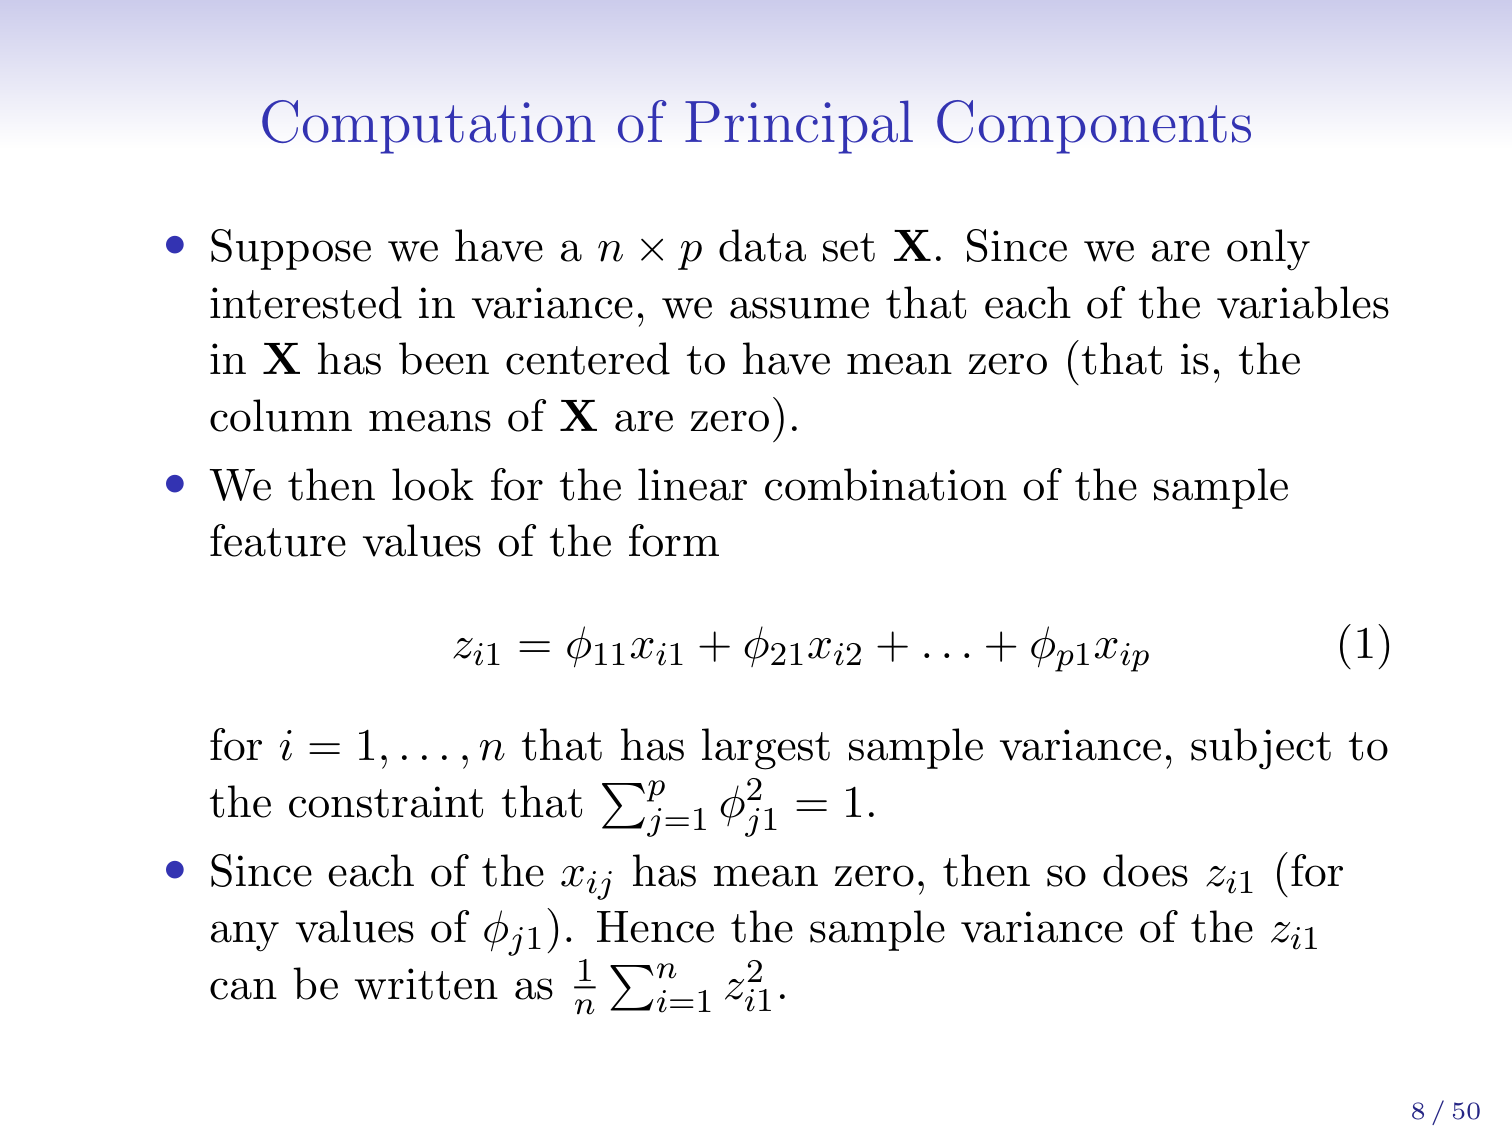 Computation of Principal Components
• Suppose we have a n × p data set X. Since we are only
interested in variance, we assume that each of the variables
in X has been centered to have mean zero (that is, the
column means of X are zero).
• We then look for the linear combination of the sample
feature values of the form
z_{i1} = ϕ_{11}x_{i1} + ϕ_{21}x_{i2} + . . . + ϕ_{p1}x_{ip} (1)
for i = 1, . . . , n that has largest sample variance, subject to
the constraint that ∑_{j=1}^{p} ϕ_{j1}^{2} = 1.
• Since each of the x_{ij} has mean zero, then so does z_{i1} (for
any values of ϕ_{j1}). Hence the sample variance of the z_{i1}
can be written as \frac{1}{n} ∑_{i=1}^{n} z_{i1}^{2}.
8 / 50